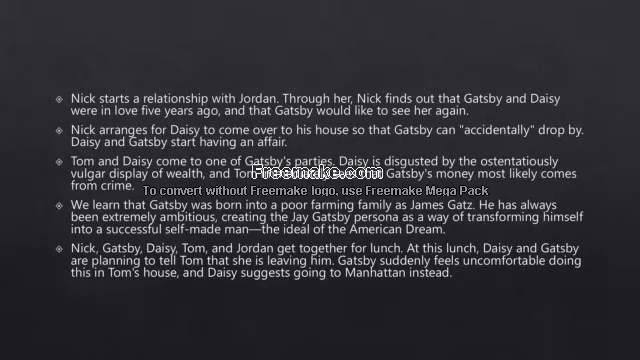 Nick starts a relationship with Jordan. Through her, Nick finds out that Gatsby and Daisy
were in love five years ago, and that Gatsby would like to see her again.
Nick arranges for Daisy to come over to his house so that Gatsby can "accidentally" drop by.
Daisy and Gatsby start having an affair.
Tom and Daisy come to one of Gatsby's parties. Daisy is disgusted by the ostentatiously
vulgar display of wealth, and Tom Gatsby's money most likely comes
Freemake.com
from crime.
To convert without Freemake logo, use Freemake Mega Pack
We learn that Gatsby was born into a poor farming family as James Gatz. He has always
been extremely ambitious, creating the Jay Gatsby persona as a way of transforming himself
into a successful self-made man—the ideal of the American Dream.
Nick, Gatsby, Daisy, Tom, and Jordan get together for lunch. At this lunch, Daisy and Gatsby
are planning to tell Tom that she is leaving him. Gatsby suddenly feels uncomfortable doing
this in Tom's house, and Daisy suggests going to Manhattan instead.